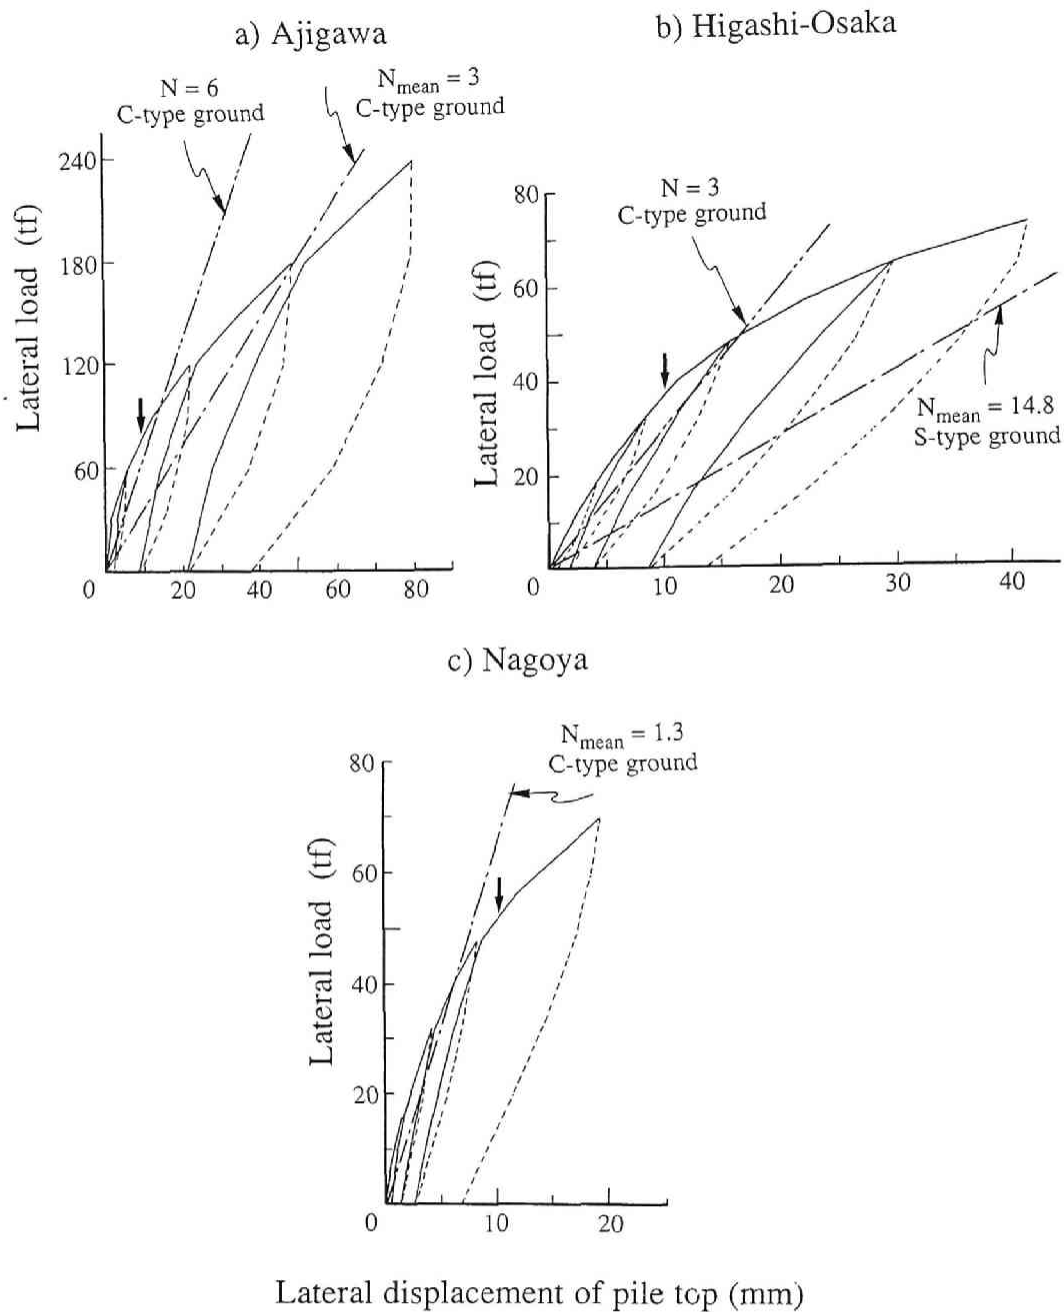 a) Ajigawa
N = 6
C-type ground
Nmean = 3
C-type ground
Lateral load (tf)
240
180
120
60
0
20
40
60
80
b) Higashi-Osaka
N = 3
C-type ground
Lateral load (tf)
80
60
40
20
0
10
20
30
40
Nmean = 14.8
S-type ground
c) Nagoya
Nmean = 1.3
C-type ground
Lateral load (tf)
80
60
40
20
0
10
20
Lateral displacement of pile top (mm)